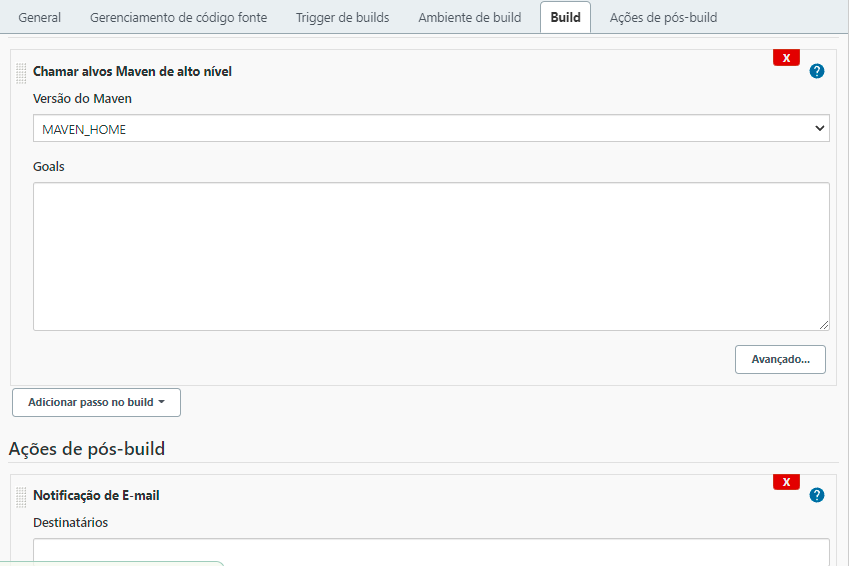 General Gerenciamento de código fonte Trigger de builds Ambiente de build Build Ações de pós-build
X
Chamar alvos Maven de alto nível ?
Versão do Maven
MAVEN_HOME
Goals
Avançado...
Adicionar passo no build
Ações de pós-build
X
Notificação de E-mail ?
Destinatários